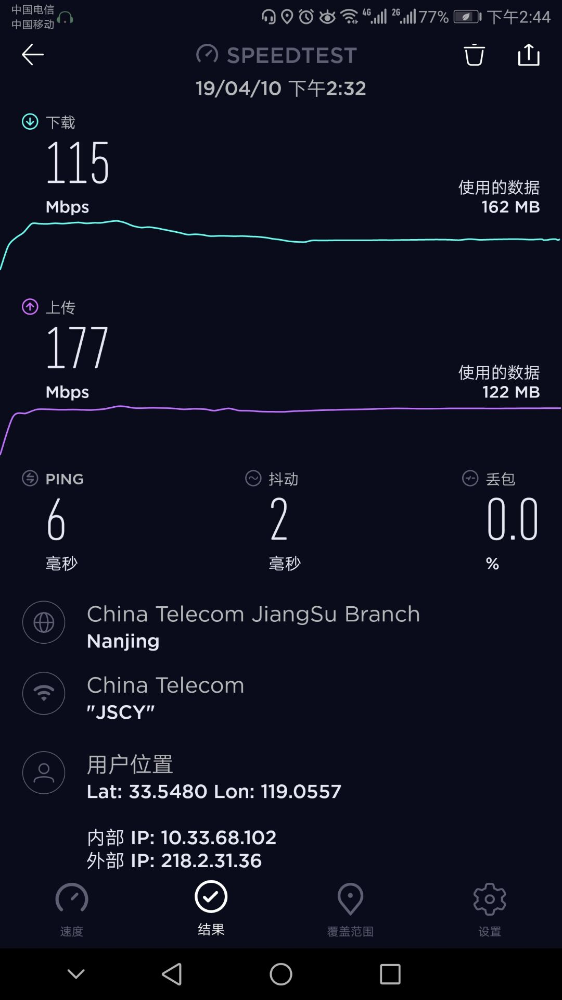 中国电信
中国移动
4G 2G 77% 下午2:44
SPEEDTEST
19/04/10 下午2:32
下载
115
Mbps
使用的数据
162 MB
上传
177
Mbps
使用的数据
122 MB
PING 抖动 丢包
6 2 0.0
毫秒 毫秒 %
China Telecom JiangSu Branch
Nanjing
China Telecom
"JSCY"
用户位置
Lat: 33.5480 Lon: 119.0557
内部 IP: 10.33.68.102
外部 IP: 218.2.31.36
速度 结果 覆盖范围 设置